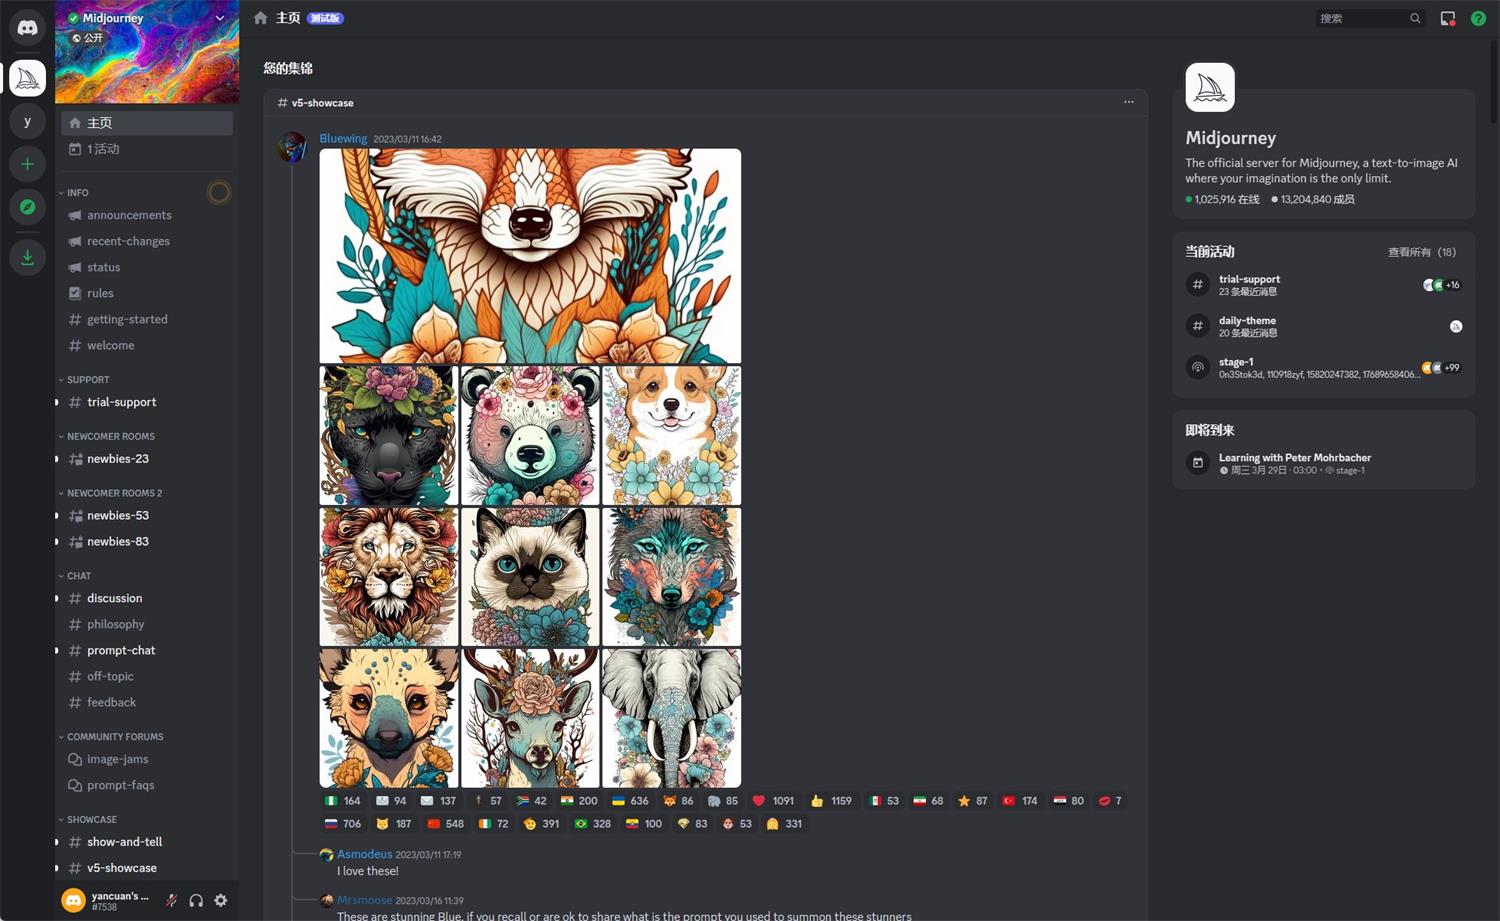 Midjourney
公开
主页
1 活动
INFO
announcements
recent-changes
status
rules
getting-started
welcome
SUPPORT
trial-support
NEWCOMER ROOMS
newbies-23
NEWCOMER ROOMS 2
newbies-53
newbies-83
CHAT
discussion
philosophy
prompt-chat
off-topic
feedback
COMMUNITY FORUMS
image-jams
prompt-faqs
SHOWCASE
show-and-tell
v5-showcase
yancuan's ...
#7538
y
主页 测试版
搜索
您的集锦
v5-showcase
Bluewing 2023/03/11 16:42
164 94 137 57 42 200 636 86 85 1091 1159 53 68 87 174 80 7
706 187 548 72 391 328 100 83 53 331
Asmodeus 2023/03/11 17:19
I love these!
Mrsmoose 2023/03/16 11:39
These are stunning Blue, if you recall or are ok to share what is the prompt you used to summon these stunners
Midjourney
The official server for Midjourney, a text-to-image AI
where your imagination is the only limit.
1,025,916 在线 13,204,840 成员
当前活动 查看所有 (18)
trial-support
23 条最近消息
+16
daily-theme
20 条最近消息
stage-1
0n3Stok3d, 110918zyf, 15820247382, 17689658406...
+99
即将到来
Learning with Peter Mohrbacher
周三 3月 29日 · 03:00 · stage-1